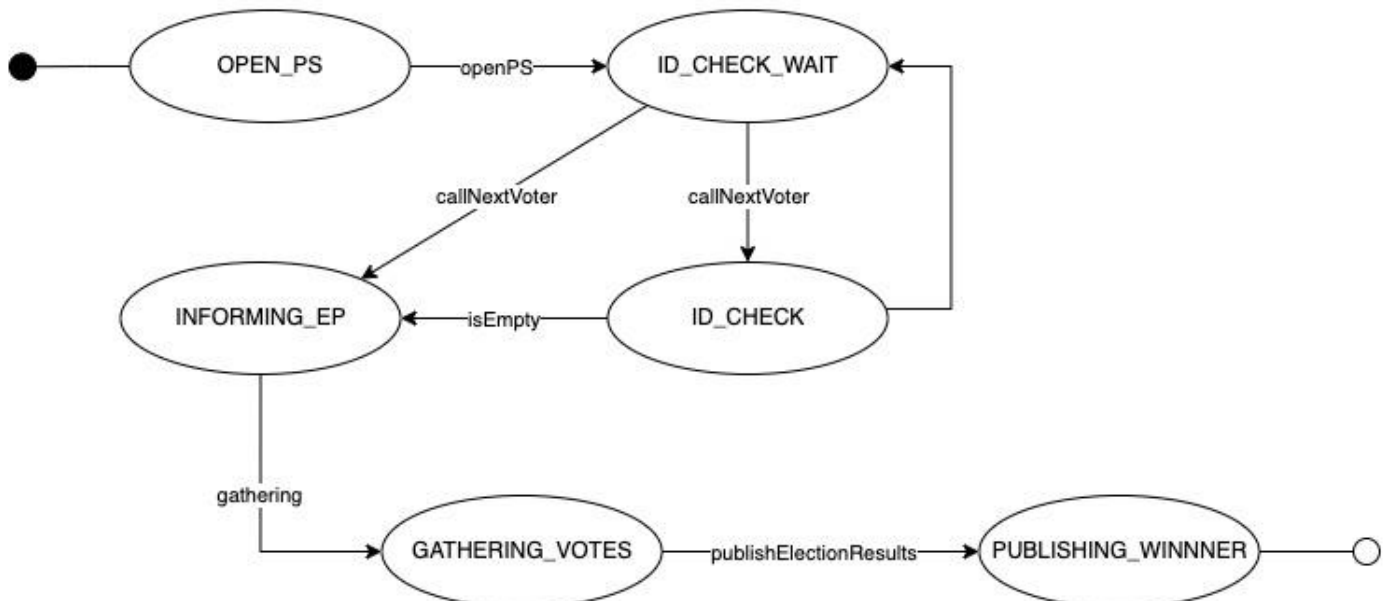 OPEN_PS
openPS
ID_CHECK_WAIT
callNextVoter
callNextVoter
INFORMING_EP
isEmpty
ID_CHECK
gathering
GATHERING_VOTES
publishElectionResults
PUBLISHING_WINNNER